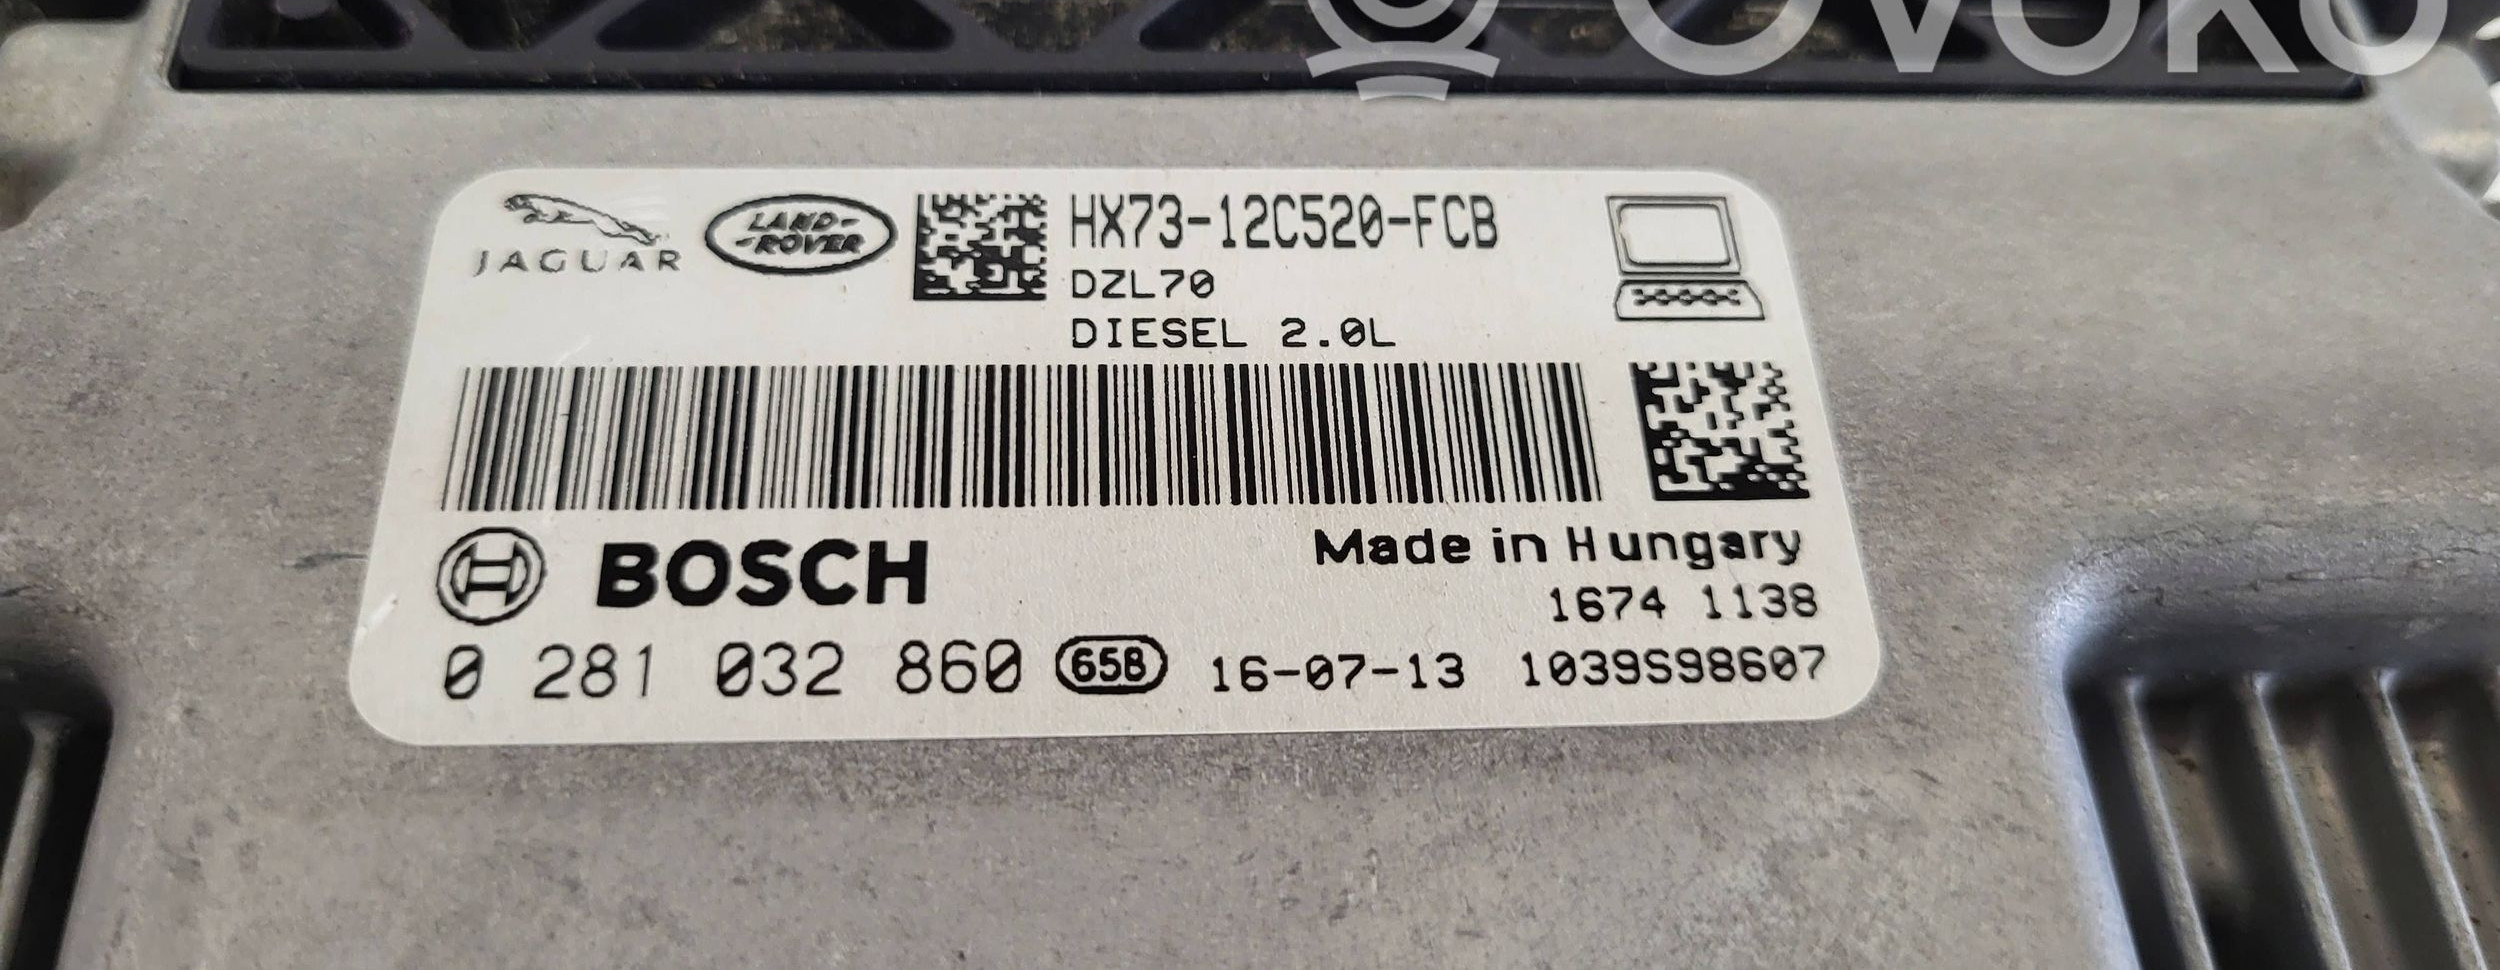 OVOKO
JAGUAR
LAND-
-ROVER
HX73-12C520-FCB
DZL70
DIESEL 2.0L
BOSCH
Made in Hungary
1674 1138
0 281 032 860 65B 16-07-13 1039S98607